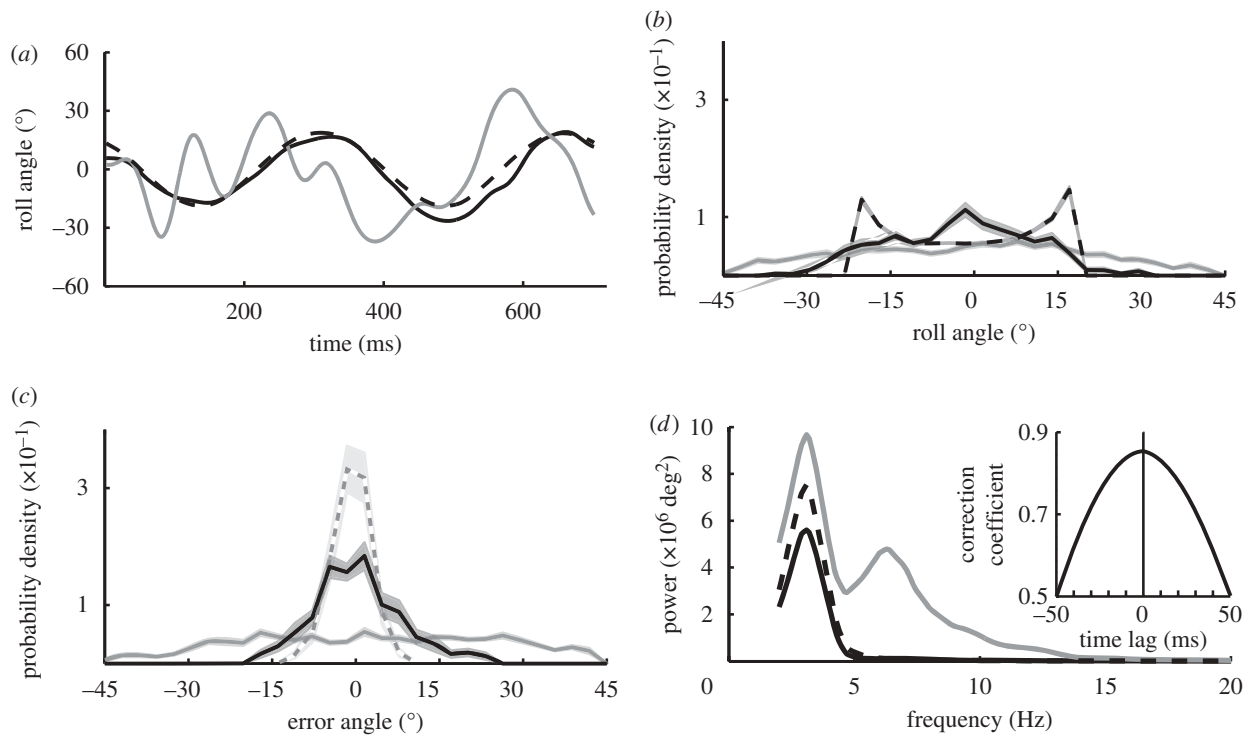 (a)
60
30
0
–30
–60
roll angle (°)
200
400
600
time (ms)
(b)
3
1
probability density (×10⁻¹)
–45
–30
–15
0
15
30
45
roll angle (°)
(c)
3
1
probability density (×10⁻¹)
–45
–30
–15
0
15
30
45
error angle (°)
(d)
10
8
6
4
2
0
power (×10⁶ deg²)
5
10
15
20
frequency (Hz)
0.9
0.7
0.5
correction
coefficient
–50
0
50
time lag (ms)